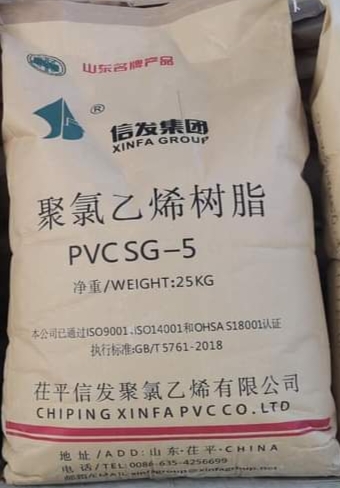 山东名牌产品
®
信发集团
XINFA GROUP
聚氯乙烯树脂
PVC SG-5
净重/WEIGHT:25KG
本公司已通过ISO9001、ISO14001和OHSAS18001认证
执行标准:GB/T 5761-2018
茌平信发聚氯乙烯有限公司
CHIPING XINFA PVC CO. LTD
地址/ADD:山东·茌平·CHINA
电话/TEL:0086-635-4256699